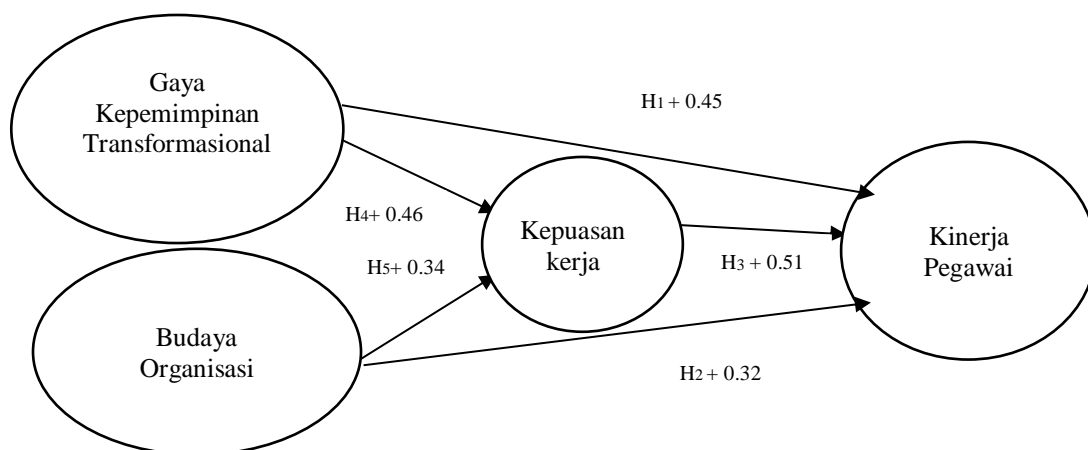 Gaya
Kepemimpinan
Transformasional
H1 + 0.45
H4+ 0.46
Kepuasan
kerja
H5+ 0.34
H3 + 0.51
Kinerja
Pegawai
Budaya
Organisasi
H2 + 0.32